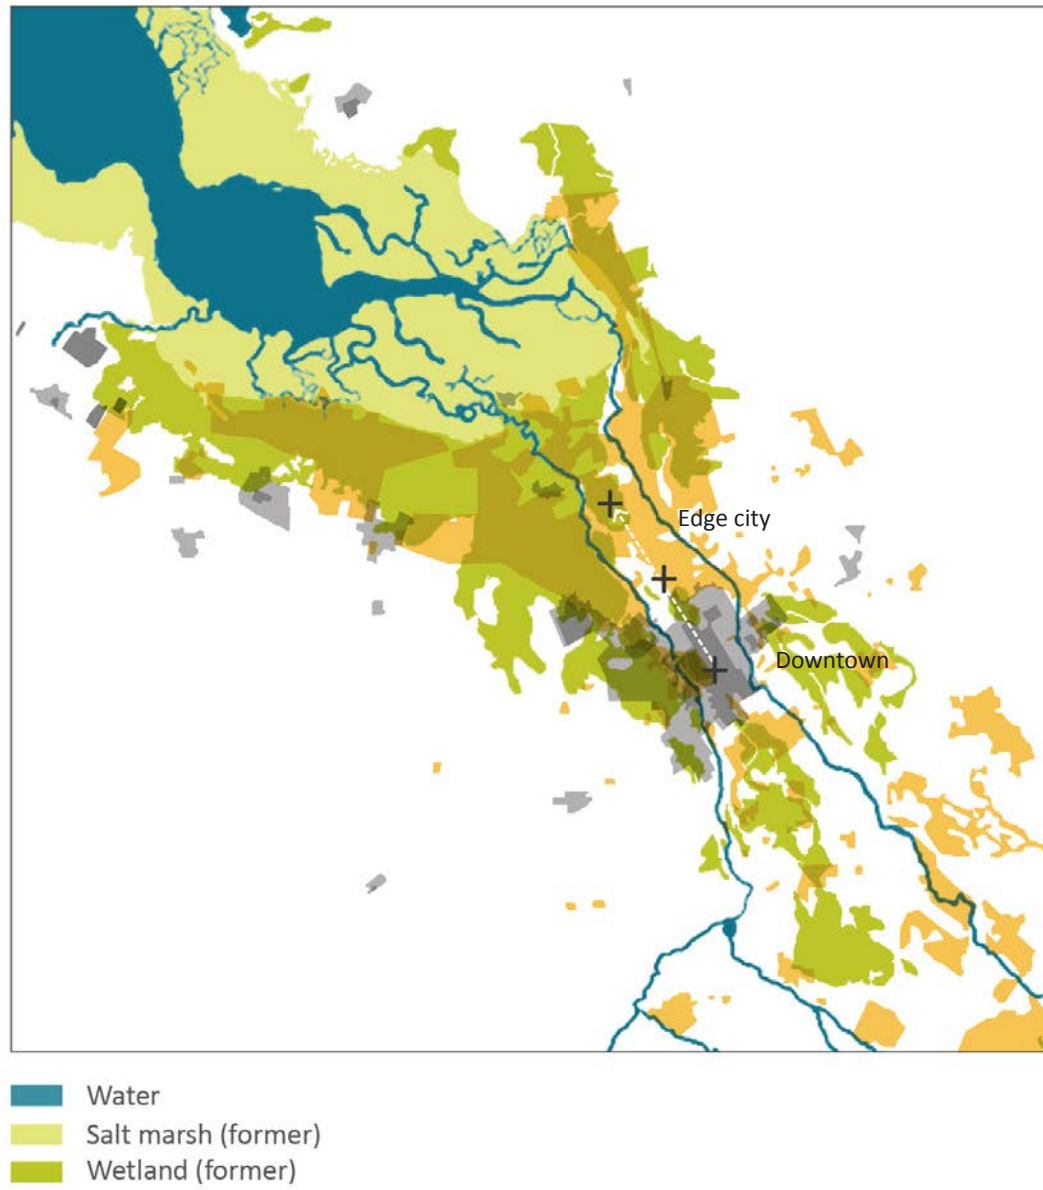 Edge city
Downtown
Water
Salt marsh (former)
Wetland (former)